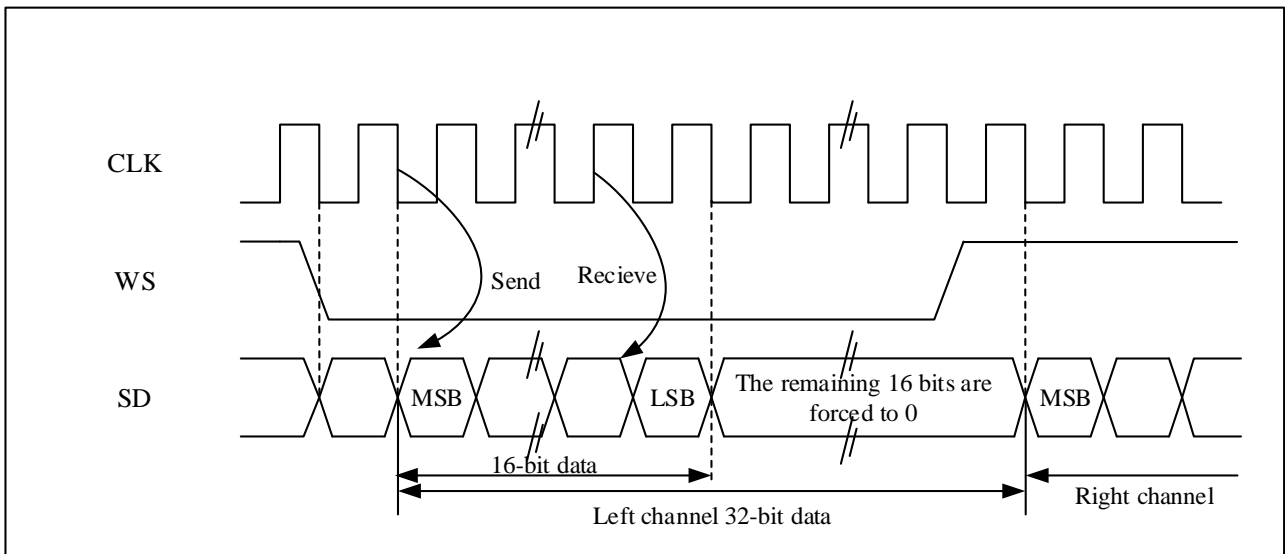 CLK
WS
Send
Recieve
SD
MSB
LSB
The remaining 16 bits are
forced to 0
MSB
16-bit data
Left channel 32-bit data
Right channel